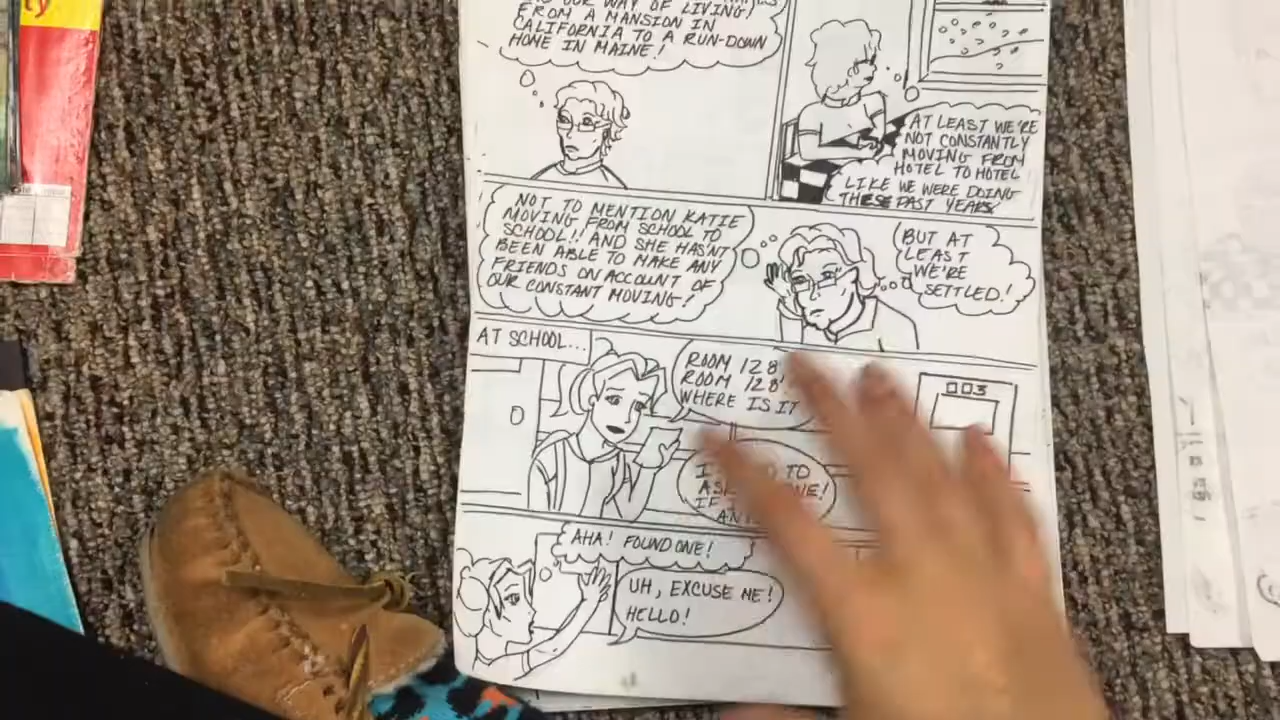 OUR WAY OF LIVING!
FROM A MANSION IN
CALIFORNIA TO A RUN-DOWN
HOME IN MAINE!
AT LEAST WE'RE
NOT CONSTANTLY
MOVING FROM
HOTEL TO HOTEL
LIKE WE WERE DOING
THESE PAST YEARS
NOT TO MENTION KATIE
MOVING FROM SCHOOL TO
SCHOOL!! AND SHE HASN'T
BEEN ABLE TO MAKE ANY
FRIENDS ON ACCOUNT OF
OUR CONSTANT MOVING!
BUT AT
LEAST
WE'RE
SETTLED!
AT SCHOOL...
ROOM 128
ROOM 128
WHERE IS IT
003
TO
AHA! FOUND ONE!
UH, EXCUSE ME!
HELLO!